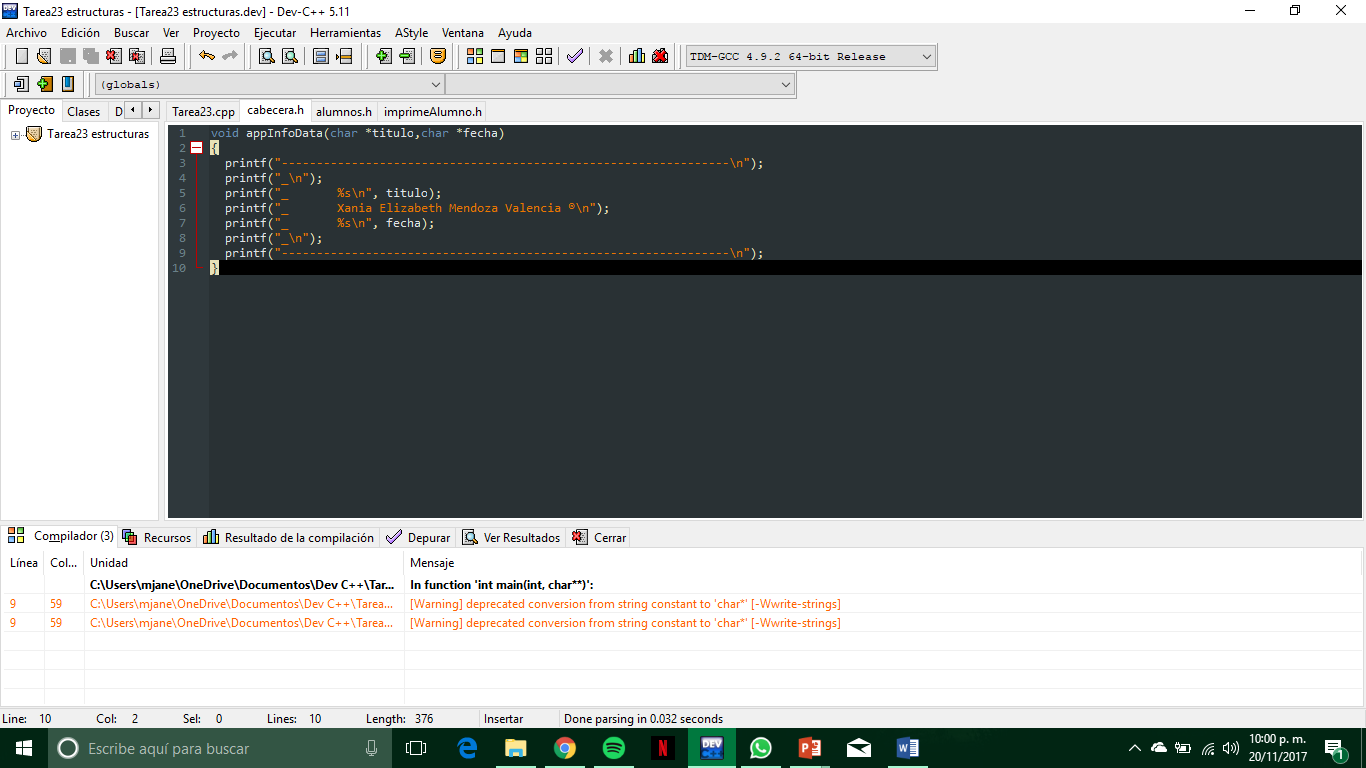 Tarea23 estructuras - [Tarea23 estructuras.dev] - Dev-C++ 5.11
Archivo Edición Buscar Ver Proyecto Ejecutar Herramientas AStyle Ventana Ayuda
TDM-GCC 4.9.2 64-bit Release
(globals)
Proyecto Clases D
Tarea23.cpp cabecera.h alumnos.h imprimeAlumno.h
Tarea23 estructuras
1 void appInfoData(char *titulo,char *fecha)
2 {
3 printf("----------------------------------------------------------------\n");
4 printf("_\n");
5 printf("_       %s\n", titulo);
6 printf("_       Xania Elizabeth Mendoza Valencia ®\n");
7 printf("_       %s\n", fecha);
8 printf("_\n");
9 printf("----------------------------------------------------------------\n");
10 }
Compilador (3) Recursos Resultado de la compilación Depurar Ver Resultados Cerrar
Línea Col... Unidad Mensaje
C:\Users\mjane\OneDrive\Documentos\Dev C++\Tar... In function 'int main(int, char**)':
9 59 C:\Users\mjane\OneDrive\Documentos\Dev C++\Tarea... [Warning] deprecated conversion from string constant to 'char*' [-Wwrite-strings]
9 59 C:\Users\mjane\OneDrive\Documentos\Dev C++\Tarea... [Warning] deprecated conversion from string constant to 'char*' [-Wwrite-strings]
Line: 10 Col: 2 Sel: 0 Lines: 10 Length: 376 Insertar Done parsing in 0.032 seconds
Escribe aquí para buscar
10:00 p. m.
20/11/2017